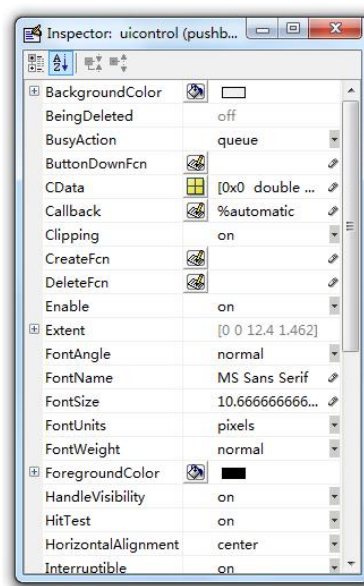 Inspector: uicontrol (pushb...
BackgroundColor
BeingDeleted off
BusyAction queue
ButtonDownFcn
CData [0x0 double ...
Callback %automatic
Clipping on
CreateFcn
DeleteFcn
Enable on
Extent [0 0 12.4 1.462]
FontAngle normal
FontName MS Sans Serif
FontSize 10.666666666...
FontUnits pixels
FontWeight normal
ForegroundColor
HandleVisibility on
HitTest on
HorizontalAlignment center
Interruptible on